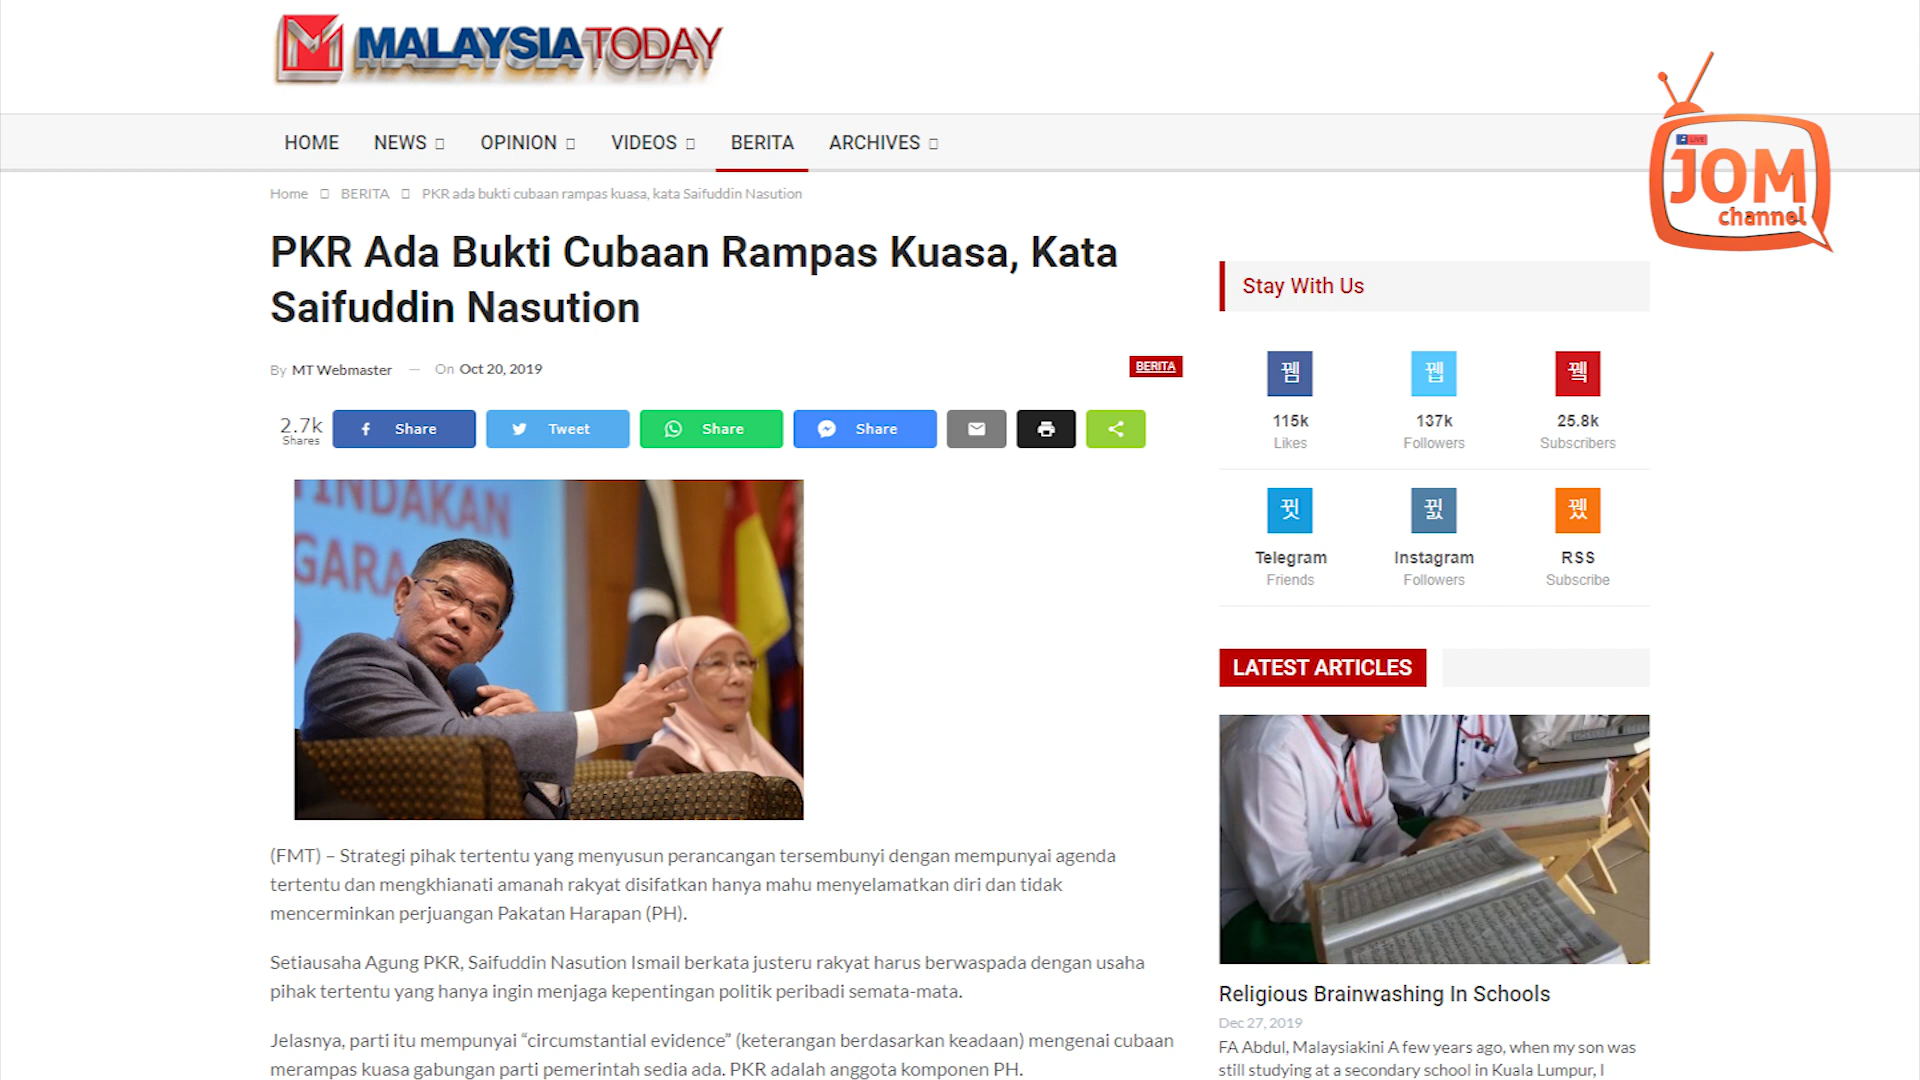 MALAYSIA TODAY
HOME NEWS OPINION VIDEOS BERITA ARCHIVES
LIVE
JOM
channel
Home BERITA PKR ada bukti cubaan rampas kuasa, kata Saifuddin Nasution
PKR Ada Bukti Cubaan Rampas Kuasa, Kata
Saifuddin Nasution
By MT Webmaster — On Oct 20, 2019
BERITA
2.7k
Shares
Share
Tweet
Share
Share
TINDAKAN
GARA
(FMT) – Strategi pihak tertentu yang menyusun perancangan tersembunyi dengan mempunyai agenda
tertentu dan mengkhianati amanah rakyat disifatkan hanya mahu menyelamatkan diri dan tidak
mencerminkan perjuangan Pakatan Harapan (PH).
Setiausaha Agung PKR, Saifuddin Nasution Ismail berkata justeru rakyat harus berwaspada dengan usaha
pihak tertentu yang hanya ingin menjaga kepentingan politik peribadi semata-mata.
Jelasnya, parti itu mempunyai “circumstantial evidence” (keterangan berdasarkan keadaan) mengenai cubaan
merampas kuasa gabungan parti pemerintah sedia ada. PKR adalah anggota komponen PH.
Stay With Us
115k
Likes
137k
Followers
25.8k
Subscribers
Telegram
Friends
Instagram
Followers
RSS
Subscribe
LATEST ARTICLES
Religious Brainwashing In Schools
Dec 27, 2019
FA Abdul, Malaysiakini A few years ago, when my son was
still studying at a secondary school in Kuala Lumpur, I